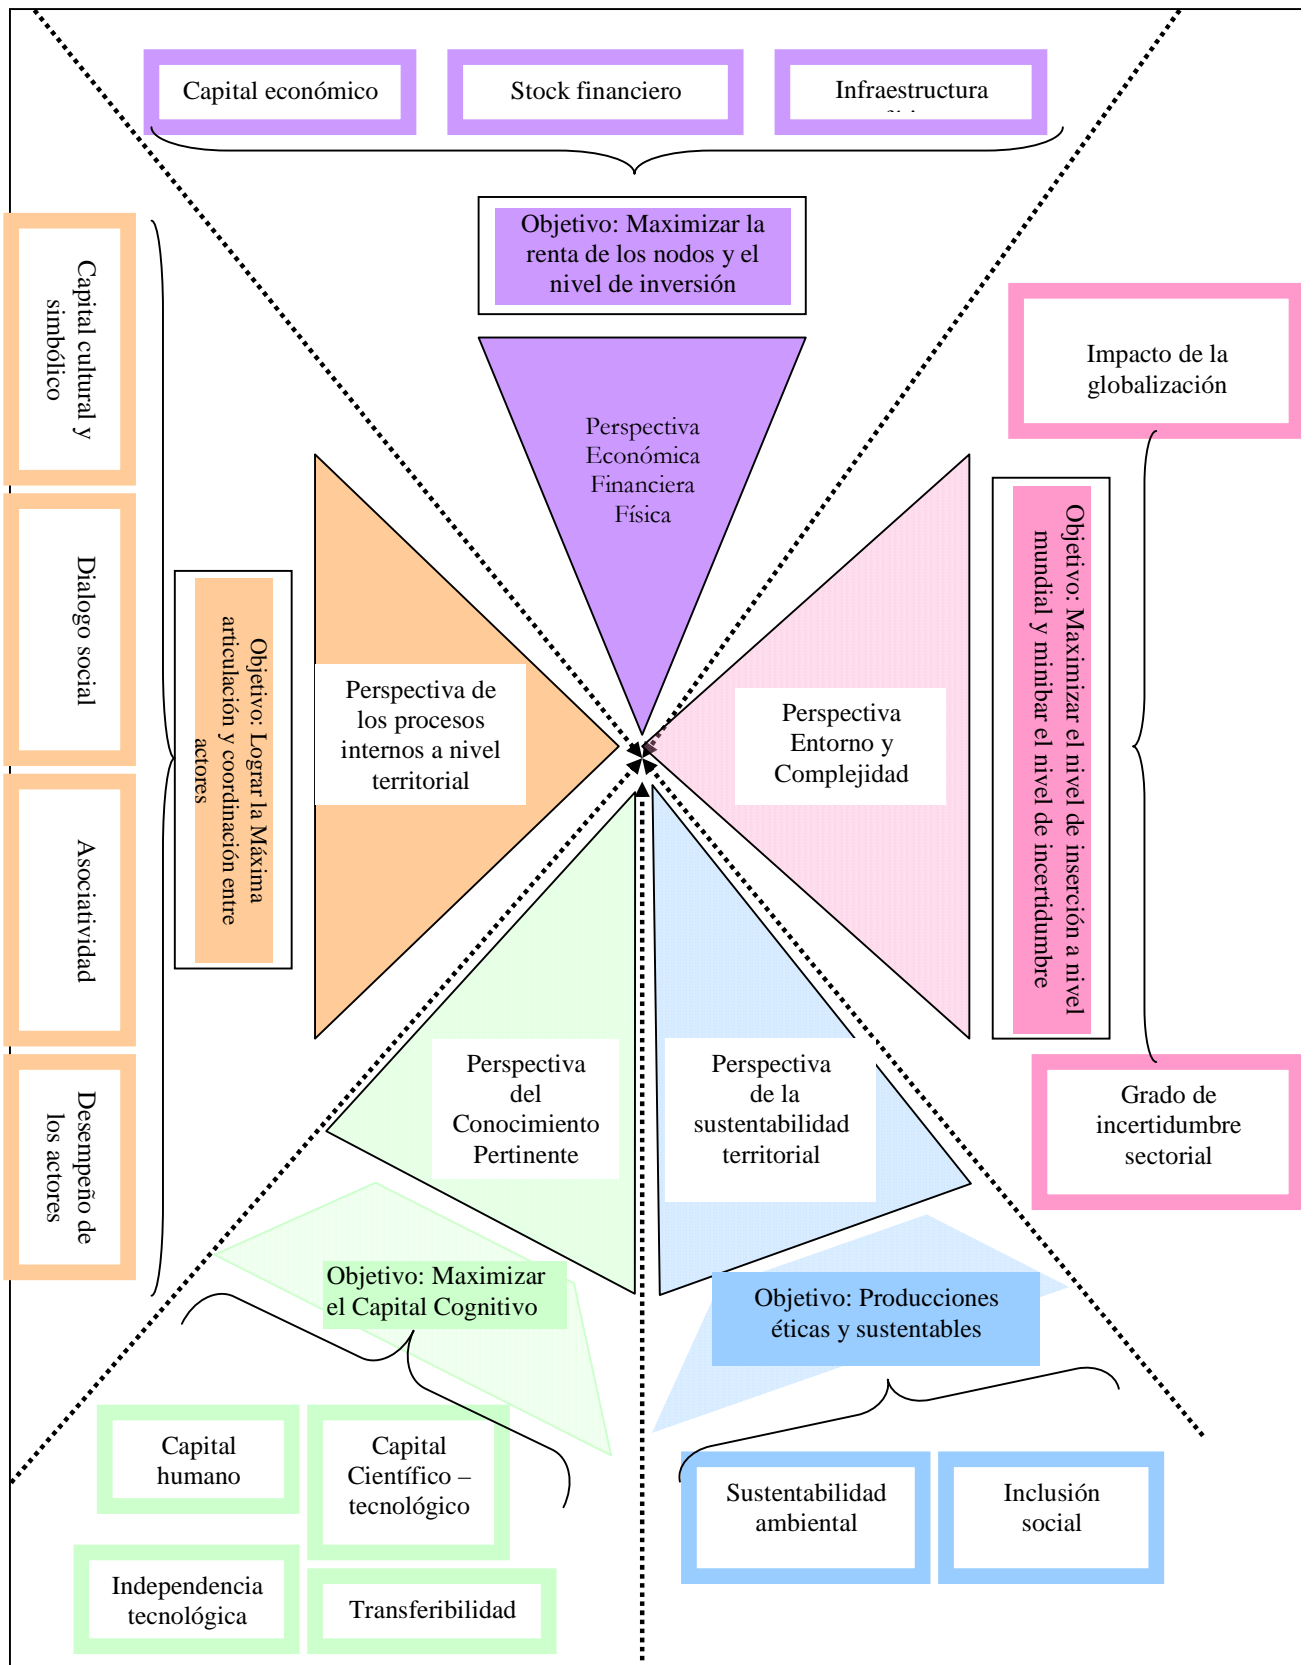 Capital económico
Stock financiero
Infraestructura
Objetivo: Maximizar la
renta de los nodos y el
nivel de inversión
Capital cultural y
simbólico
Dialogo social
Asociatividad
Desempeño de
los actores
Objetivo: Lograr la Máxima
articulación y coordinación entre
actores
Perspectiva de
los procesos
internos a nivel
territorial
Perspectiva
Económica
Financiera
Física
Perspectiva
Entorno y
Complejidad
Objetivo: Maximizar el nivel de inserción a nivel
mundial y minibar el nivel de incertidumbre
Impacto de la
globalización
Grado de
incertidumbre
sectorial
Perspectiva
del
Conocimiento
Pertinente
Perspectiva
de la
sustentabilidad
territorial
Objetivo: Maximizar
el Capital Cognitivo
Objetivo: Producciones
éticas y sustentables
Capital
humano
Capital
Científico –
tecnológico
Independencia
tecnológica
Transferibilidad
Sustentabilidad
ambiental
Inclusión
social